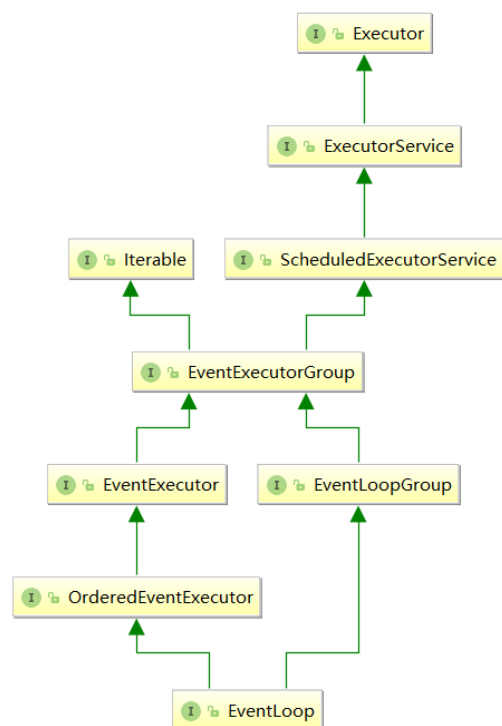 I Executor
I ExecutorService
I Iterable
I ScheduledExecutorService
I EventExecutorGroup
I EventExecutor
I EventLoopGroup
I OrderedEventExecutor
I EventLoop